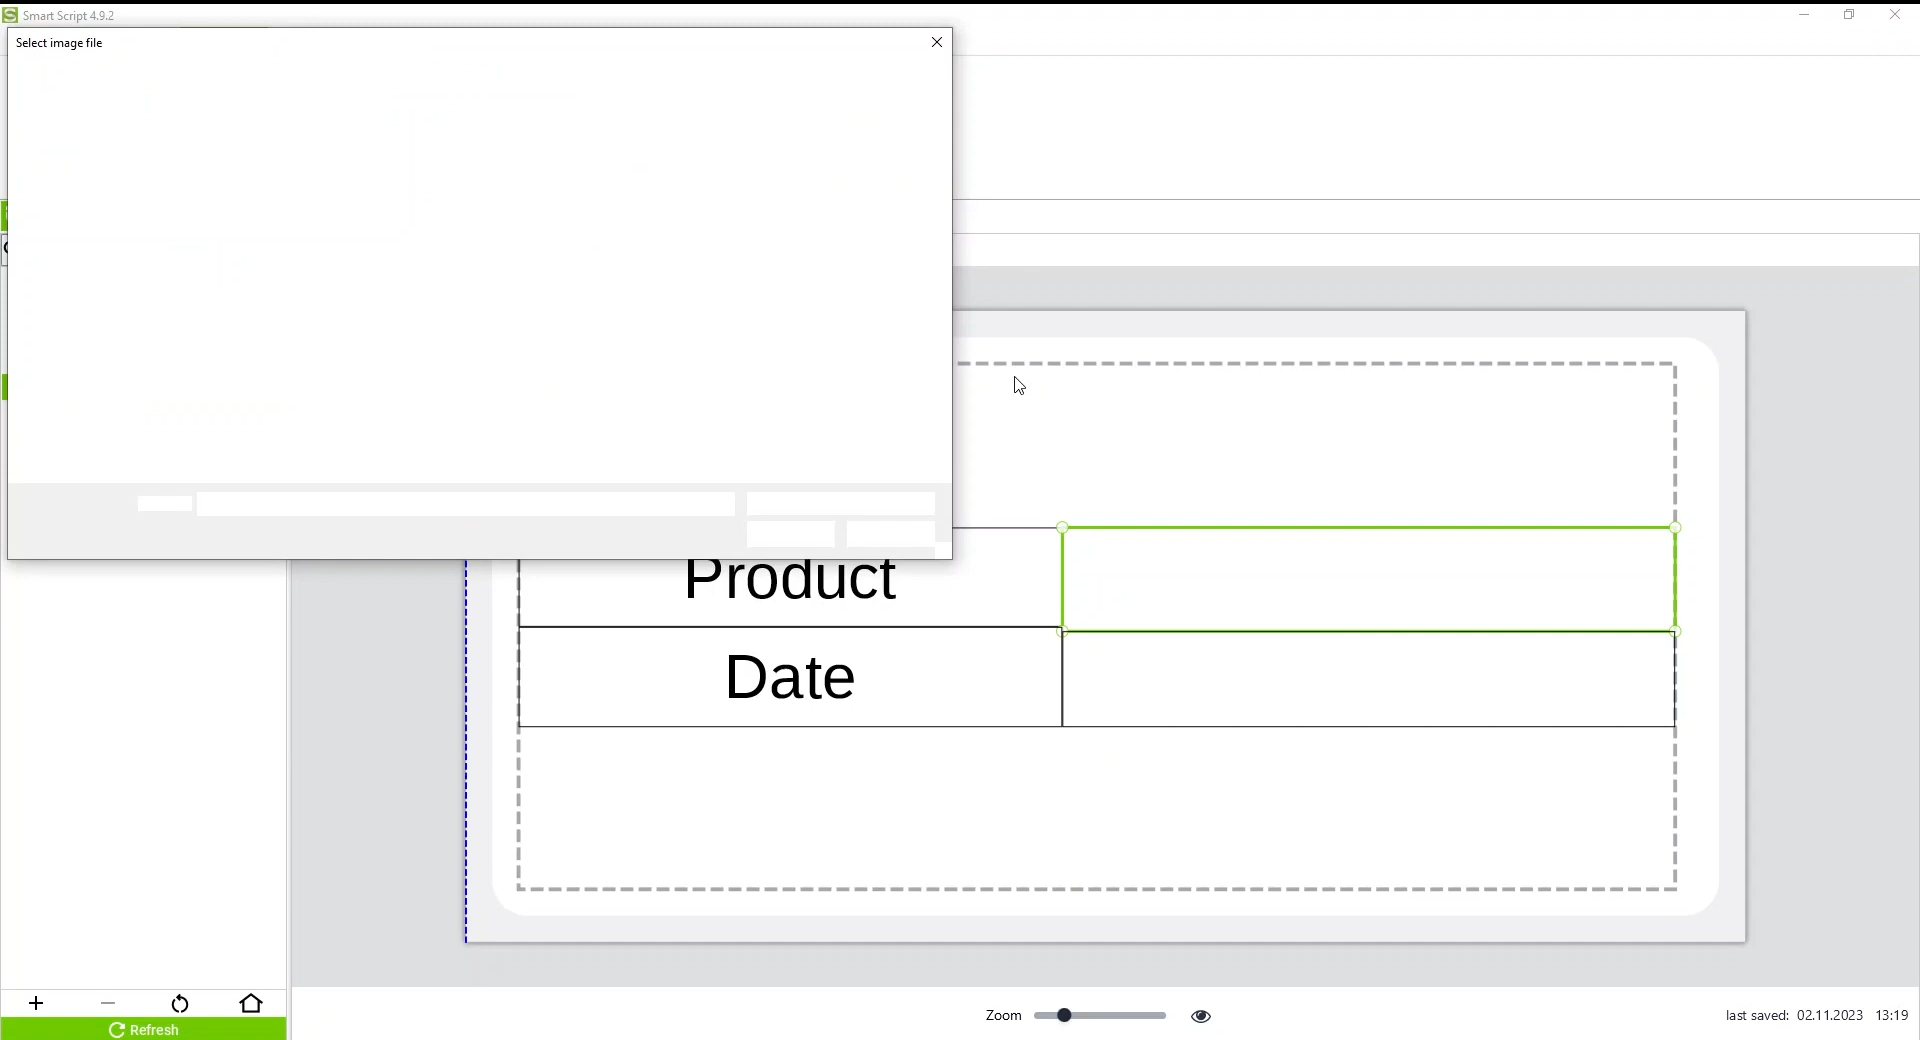 Smart Script 4.9.2
Select image file
Product
Date
Refresh
Zoom
last saved: 02.11.2023 13:19